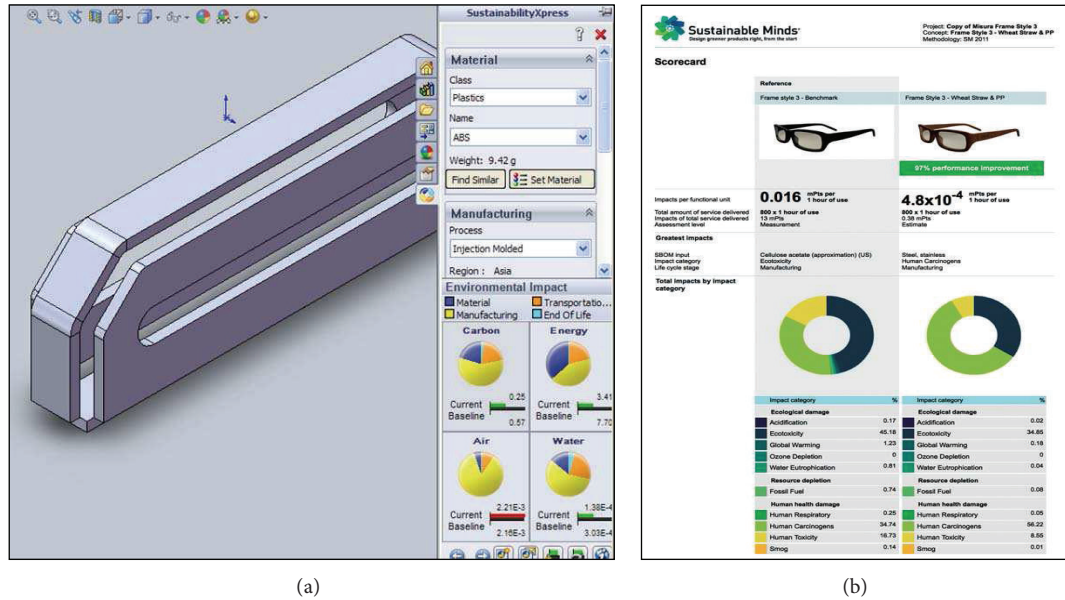 SustainabilityXpress
?
Material
Class
Plastics
Name
ABS
Weight: 9.42 g
Find Similar
Set Material
Manufacturing
Process
Injection Molded
Region : Asia
Environmental Impact
Material
Transportatio...
Manufacturing
End Of Life
Carbon
Energy
0.25
3.41
Current
Current
Baseline
Baseline
0.57
7.70
Air
Water
2.21E-3
1.38E-4
Current
Current
Baseline
Baseline
2.16E-3
3.03E-4
(a)
Sustainable Minds
Design greener products right, from the start
Project: Copy of Misura Frame Style 3
Concept: Frame Style 3 - Wheat Straw & PP
Methodology: SM 2011
Scorecard
Reference
Frame style 3 - Benchmark
Frame Style 3 - Wheat Straw & PP
97% performance improvement
Impacts per functional unit
0.016 mPts per 1 hour of use
4.8x10-4 mPts per 1 hour of use
Total amount of service delivered
800 x 1 hour of use
800 x 1 hour of use
Impacts of total service delivered
13 mPts
0.38 mPts
Assessment level
Measurement
Estimate
Greatest impacts
SBOM input
Cellulose acetate (approximation) (US)
Steel, stainless
Impact category
Ecotoxicity
Human Carcinogens
Life cycle stage
Manufacturing
Manufacturing
Total impacts by impact
category
Impact category %
Impact category %
Ecological damage
Ecological damage
Acidification 0.17
Acidification 0.02
Ecotoxicity 45.18
Ecotoxicity 34.85
Global Warming 1.23
Global Warming 0.18
Ozone Depletion 0
Ozone Depletion 0
Water Eutrophication 0.81
Water Eutrophication 0.04
Resource depletion
Resource depletion
Fossil Fuel 0.74
Fossil Fuel 0.08
Human health damage
Human health damage
Human Respiratory 0.25
Human Respiratory 0.05
Human Carcinogens 34.74
Human Carcinogens 56.22
Human Toxicity 16.73
Human Toxicity 8.55
Smog 0.14
Smog 0.01
(b)